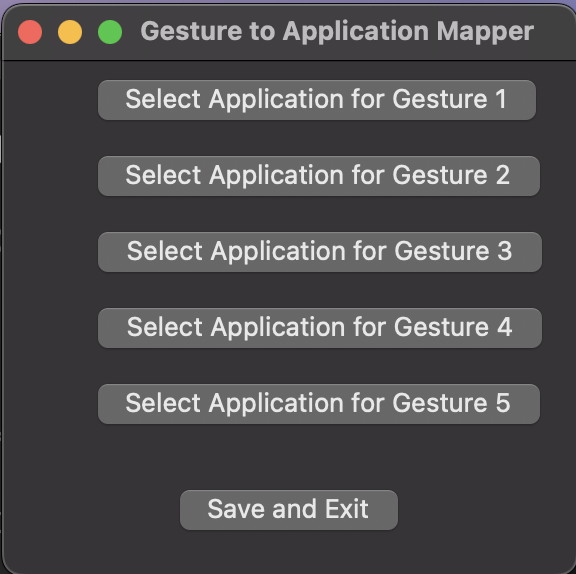 Gesture to Application Mapper
Select Application for Gesture 1
Select Application for Gesture 2
Select Application for Gesture 3
Select Application for Gesture 4
Select Application for Gesture 5
Save and Exit